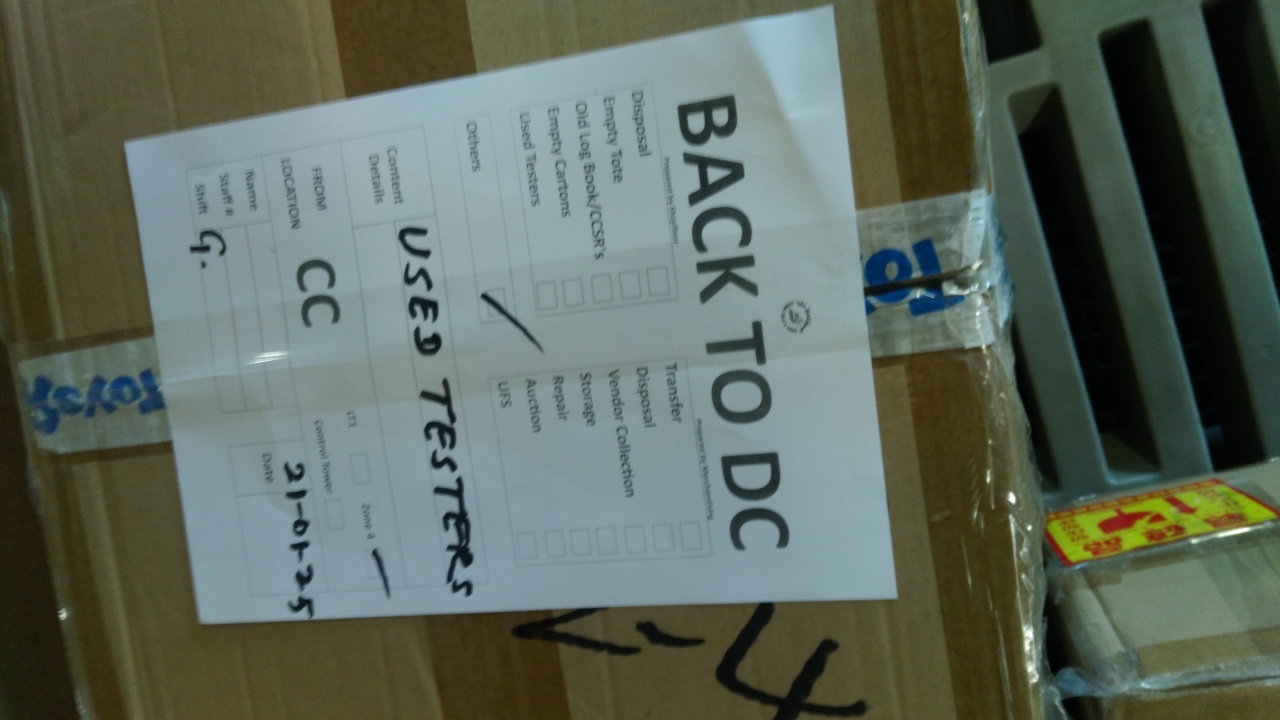 BACK TO DC
Prepared by Shopfloor
Disposal
Empty Tote
Old Log Book/CCSR's
Empty Cartons
Used Testers
Others
Prepared by Merchandising
Transfer
Disposal
Vendor Collection
Storage
Repair
Auction
UFS
Content Details
USED TESTERS
FROM LOCATION
CC
LT1
Control Tower
Zone 4
Name
Staff #
Shift
G.
Date
21-01-25